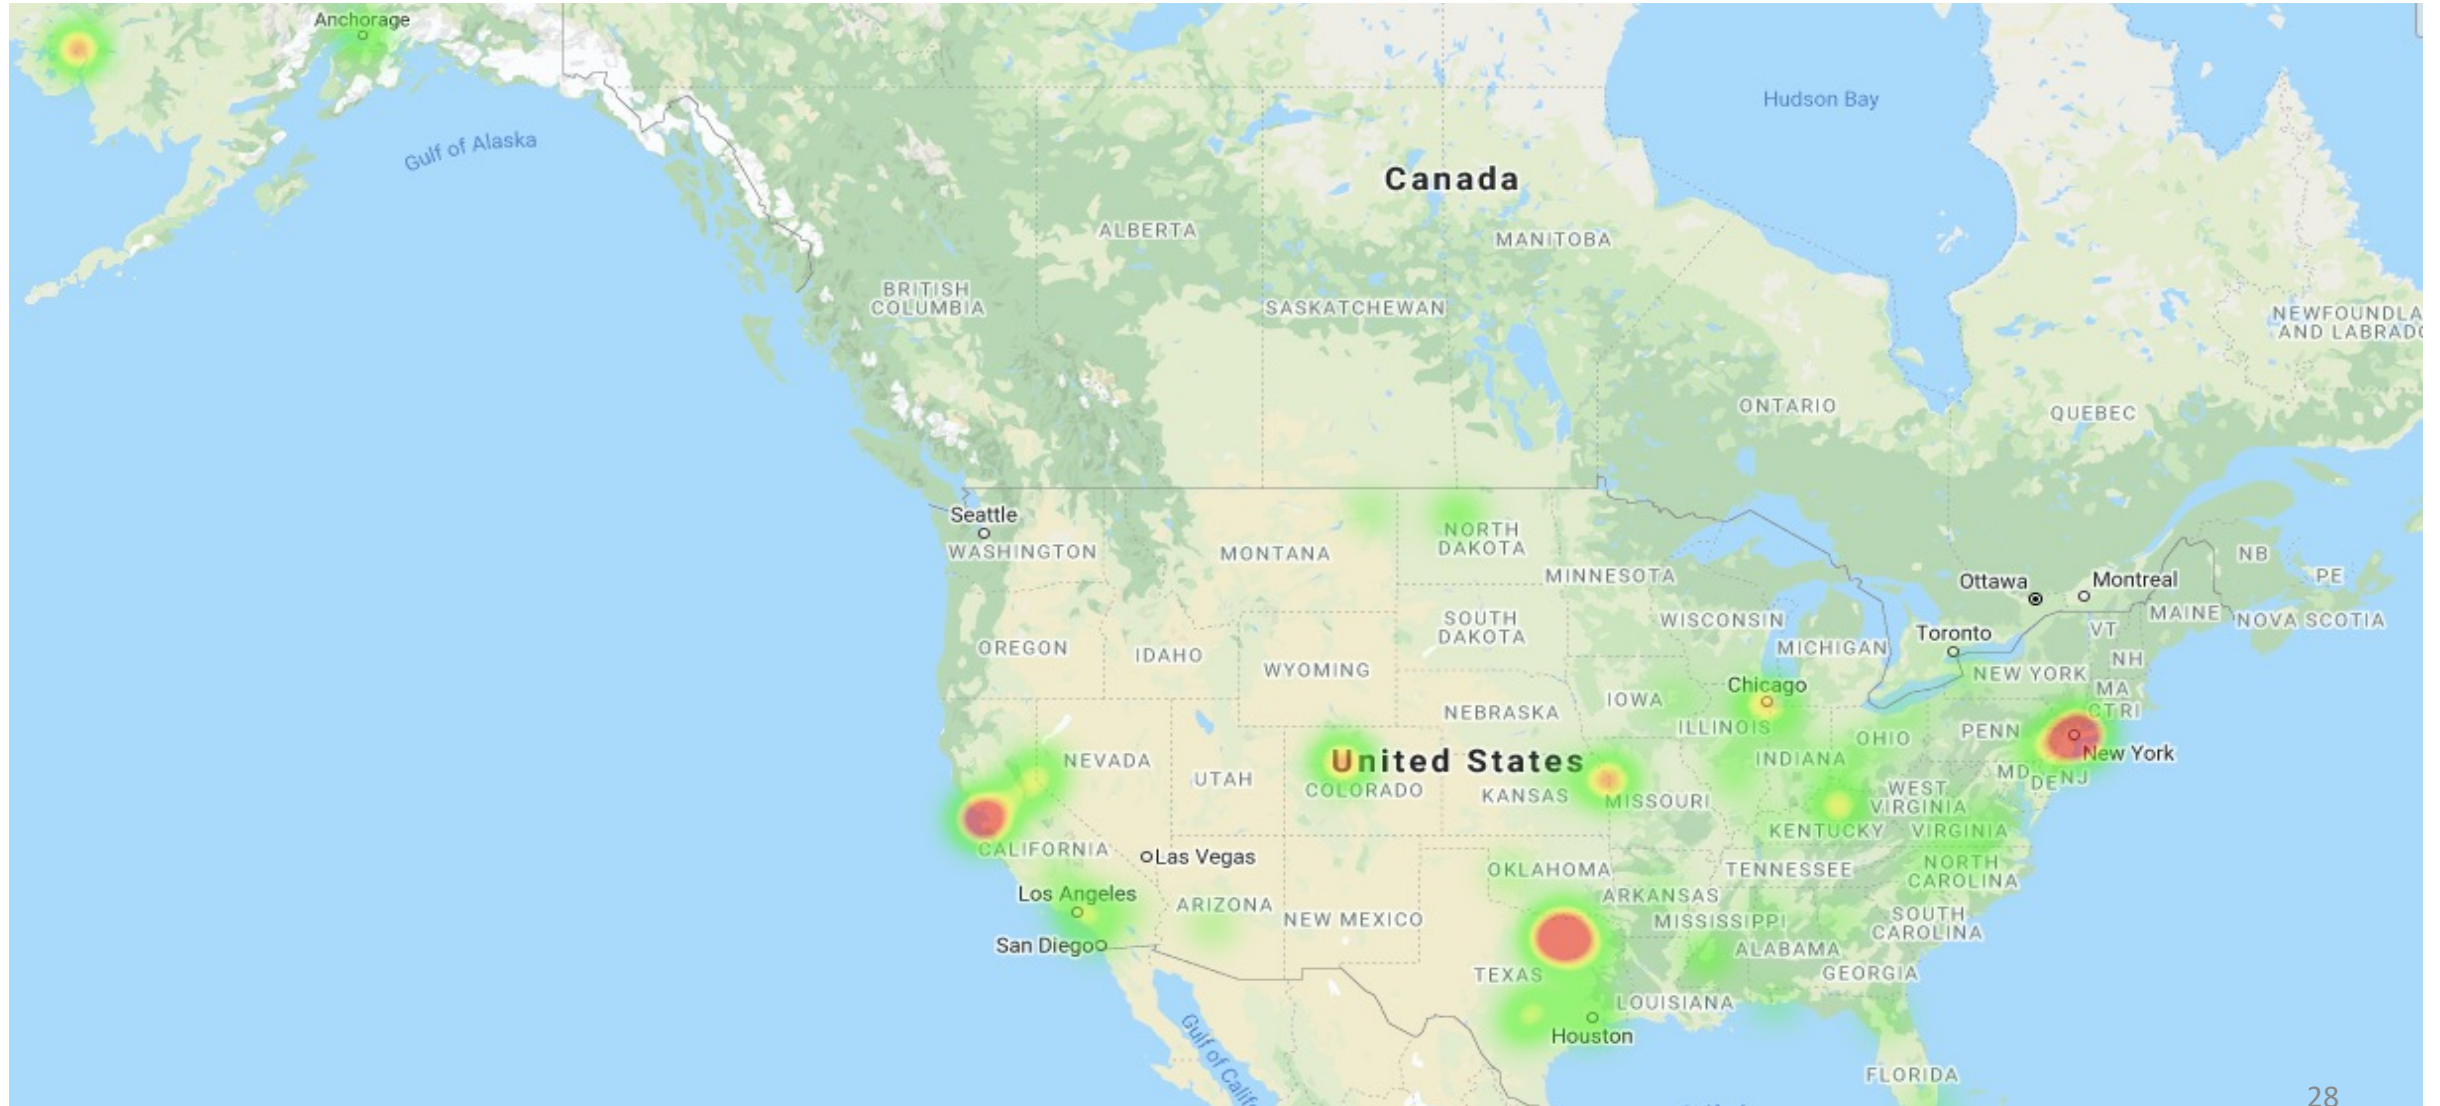 Anchorage
Hudson Bay
Gulf of Alaska
Canada
ALBERTA
MANITOBA
BRITISH
COLUMBIA
SASKATCHEWAN
NEWFOUNDLA
AND LABRADO
ONTARIO
QUEBEC
Seattle
WASHINGTON
MONTANA
NORTH
DAKOTA
MINNESOTA
Ottawa
Montreal
NB
PE
MAINE
NOVA SCOTIA
SOUTH
DAKOTA
WISCONSIN
MICHIGAN
Toronto
VT
NH
OREGON
IDAHO
WYOMING
NEW YORK
MA
CT RI
Chicago
IOWA
NEBRASKA
ILLINOIS
PENN
OHIO
New York
NEVADA
UTAH
United States
COLORADO
KANSAS
MISSOURI
INDIANA
MD
DE
NJ
WEST
VIRGINIA
KENTUCKY
VIRGINIA
CALIFORNIA
Las Vegas
OKLAHOMA
TENNESSEE
NORTH
CAROLINA
Los Angeles
ARIZONA
NEW MEXICO
ARKANSAS
MISSISSIPPI
SOUTH
CAROLINA
San Diego
TEXAS
ALABAMA
GEORGIA
LOUISIANA
Houston
Gulf of Calif
FLORIDA
28